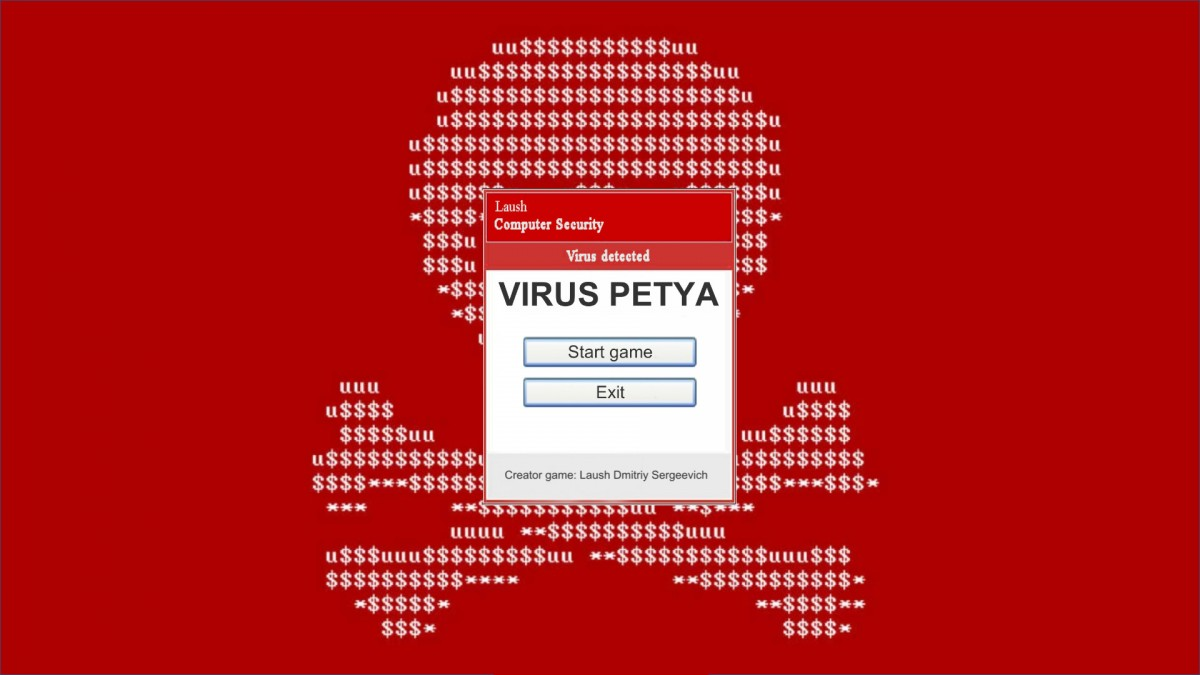 Laush
Computer Security
Virus detected
VIRUS PETYA
Start game
Exit
Creator game: Laush Dmitriy Sergeevich